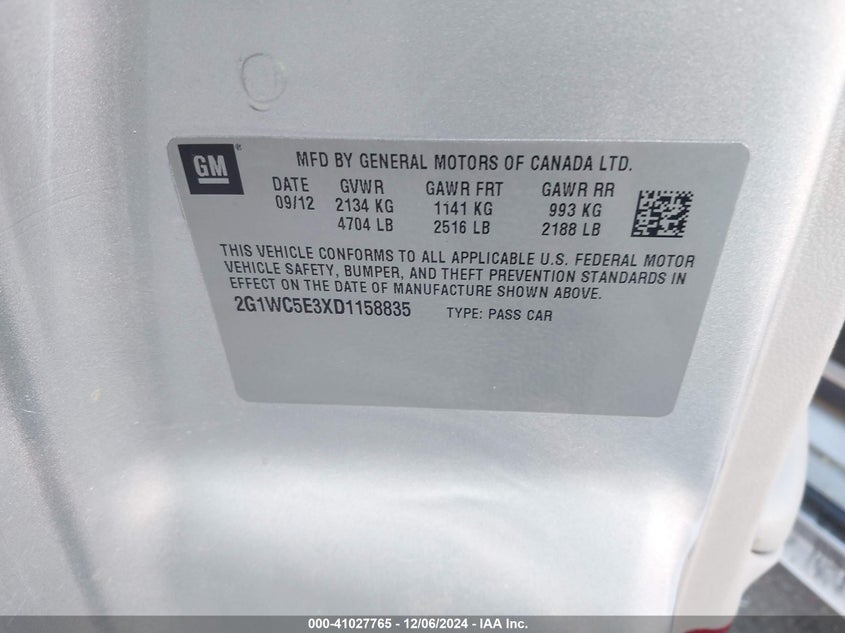 GM®
MFD BY GENERAL MOTORS OF CANADA LTD.
DATE GVWR GAWR FRT GAWR RR
09/12 2134 KG 1141 KG 993 KG
4704 LB 2516 LB 2188 LB
THIS VEHICLE CONFORMS TO ALL APPLICABLE U.S. FEDERAL MOTOR
VEHICLE SAFETY, BUMPER, AND THEFT PREVENTION STANDARDS IN
EFFECT ON THE DATE OF MANUFACTURE SHOWN ABOVE.
2G1WC5E3XD1158835 TYPE: PASS CAR
000-41027765 - 12/06/2024 - IAA Inc.